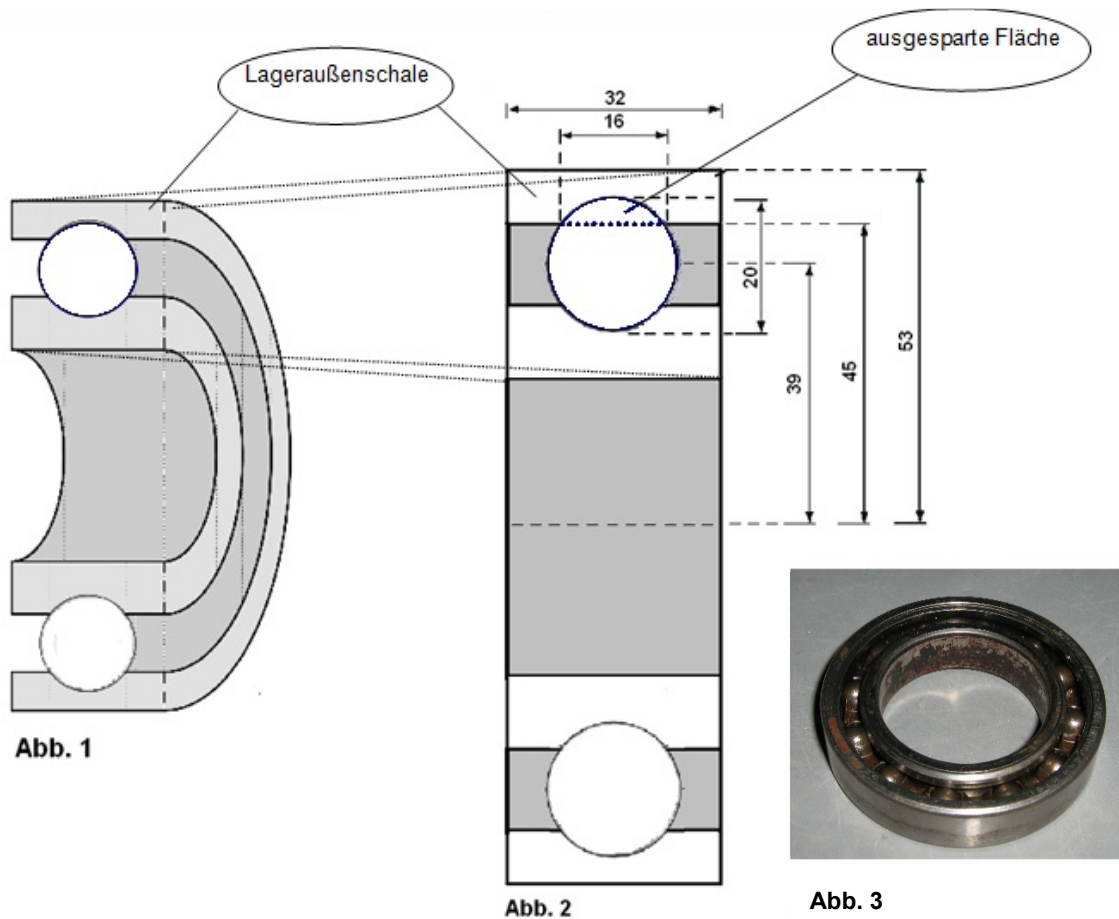 Lageraußenschale
ausgesparte Fläche
32
16
20
39
45
53
Abb. 1
Abb. 2
Abb. 3